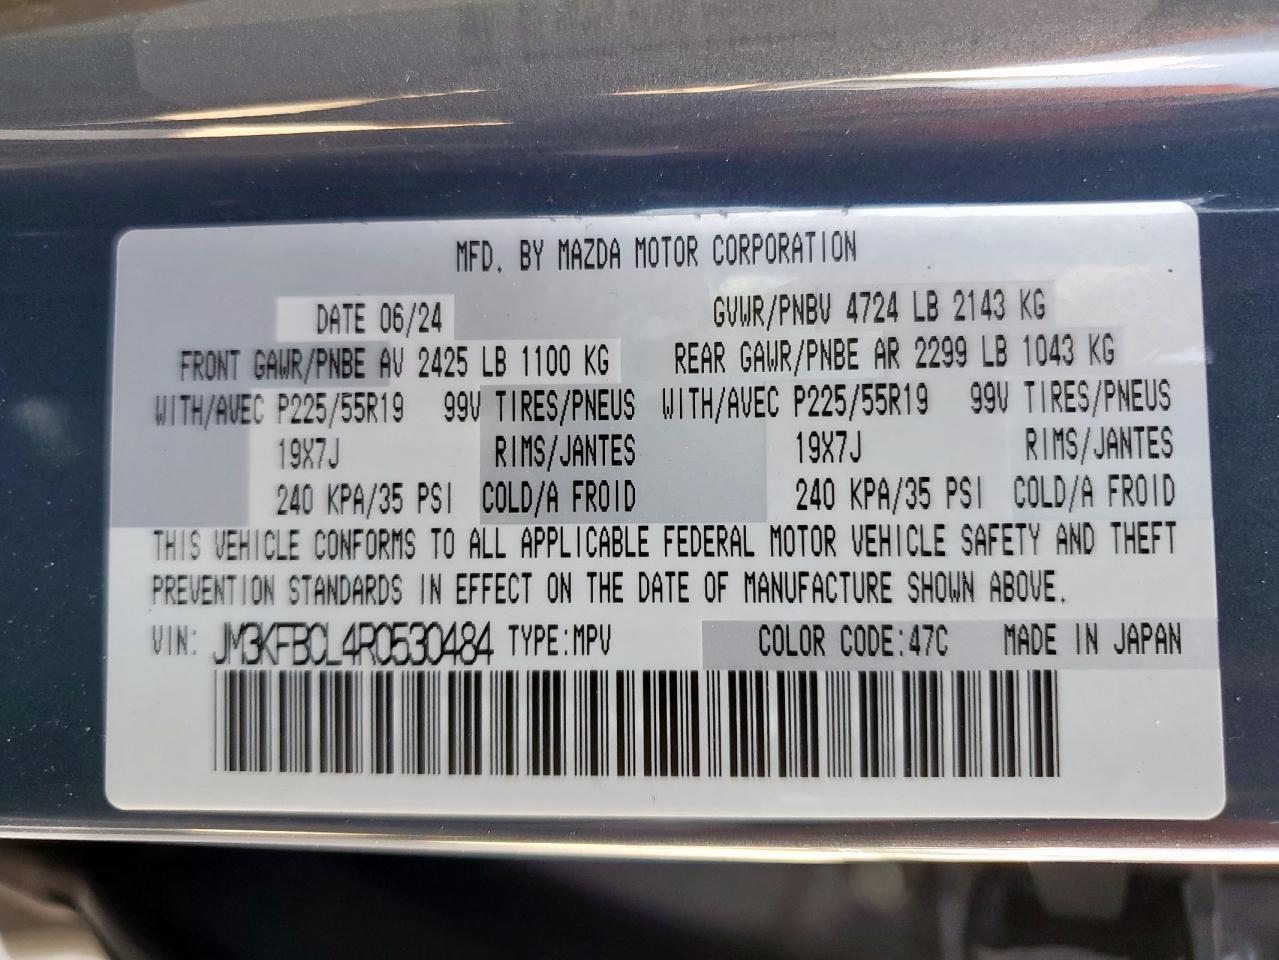 MFD. BY MAZDA MOTOR CORPORATION
DATE 06/24 GVWR/PNBV 4724 LB 2143 KG
FRONT GAWR/PNBE AV 2425 LB 1100 KG REAR GAWR/PNBE AR 2299 LB 1043 KG
WITH/AVEC P225/55R19 99V TIRES/PNEUS WITH/AVEC P225/55R19 99V TIRES/PNEUS
19X7J RIMS/JANTES 19X7J RIMS/JANTES
240 KPA/35 PSI COLD/A FROID 240 KPA/35 PSI COLD/A FROID
THIS VEHICLE CONFORMS TO ALL APPLICABLE FEDERAL MOTOR VEHICLE SAFETY AND THEFT
PREVENTION STANDARDS IN EFFECT ON THE DATE OF MANUFACTURE SHOWN ABOVE.
VIN: JM3KFBCL4R0530484 TYPE:MPV COLOR CODE:47C MADE IN JAPAN